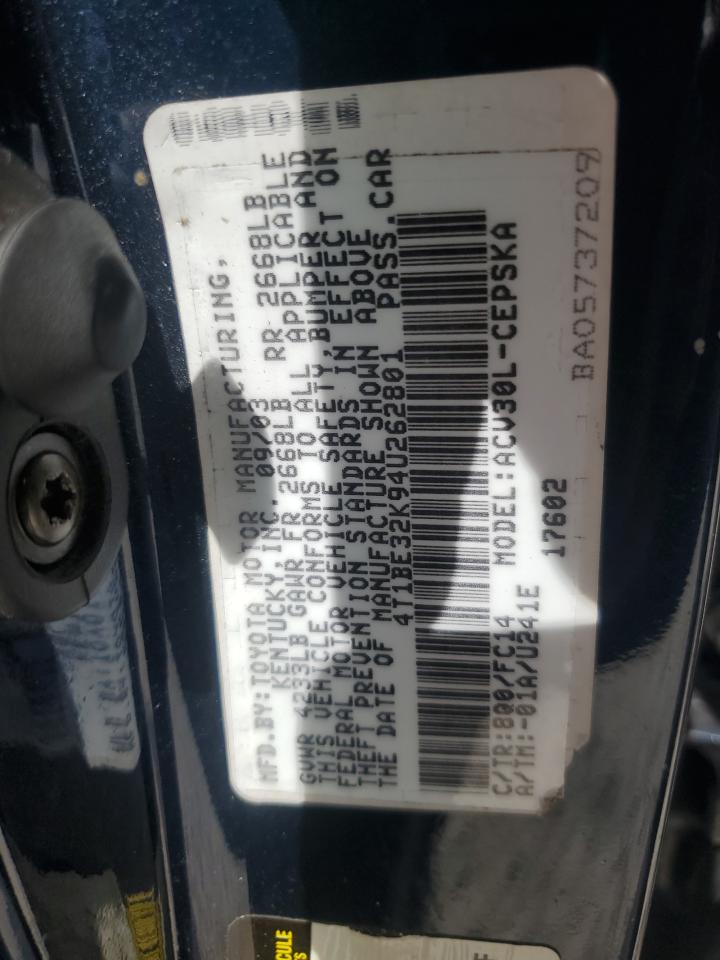 MFD.BY:TOYOTA MOTOR MANUFACTURING,
KENTUCKY,INC. 09/03
GVWR 4233LB GAWR FR 2668LB RR 2668LB
THIS VEHICLE CONFORMS TO ALL APPLICABLE
FEDERAL MOTOR VEHICLE SAFETY, BUMPER AND
THEFT PREVENTION STANDARDS IN EFFECT ON
THE DATE OF MANUFACTURE SHOWN ABOVE
4T1BE32K94U262801 PASS.CAR
C/TR:8Q0/FC14 MODEL:ACV30L-CEPSKA
A/TM:-01A/U241E 17602
BA05737209